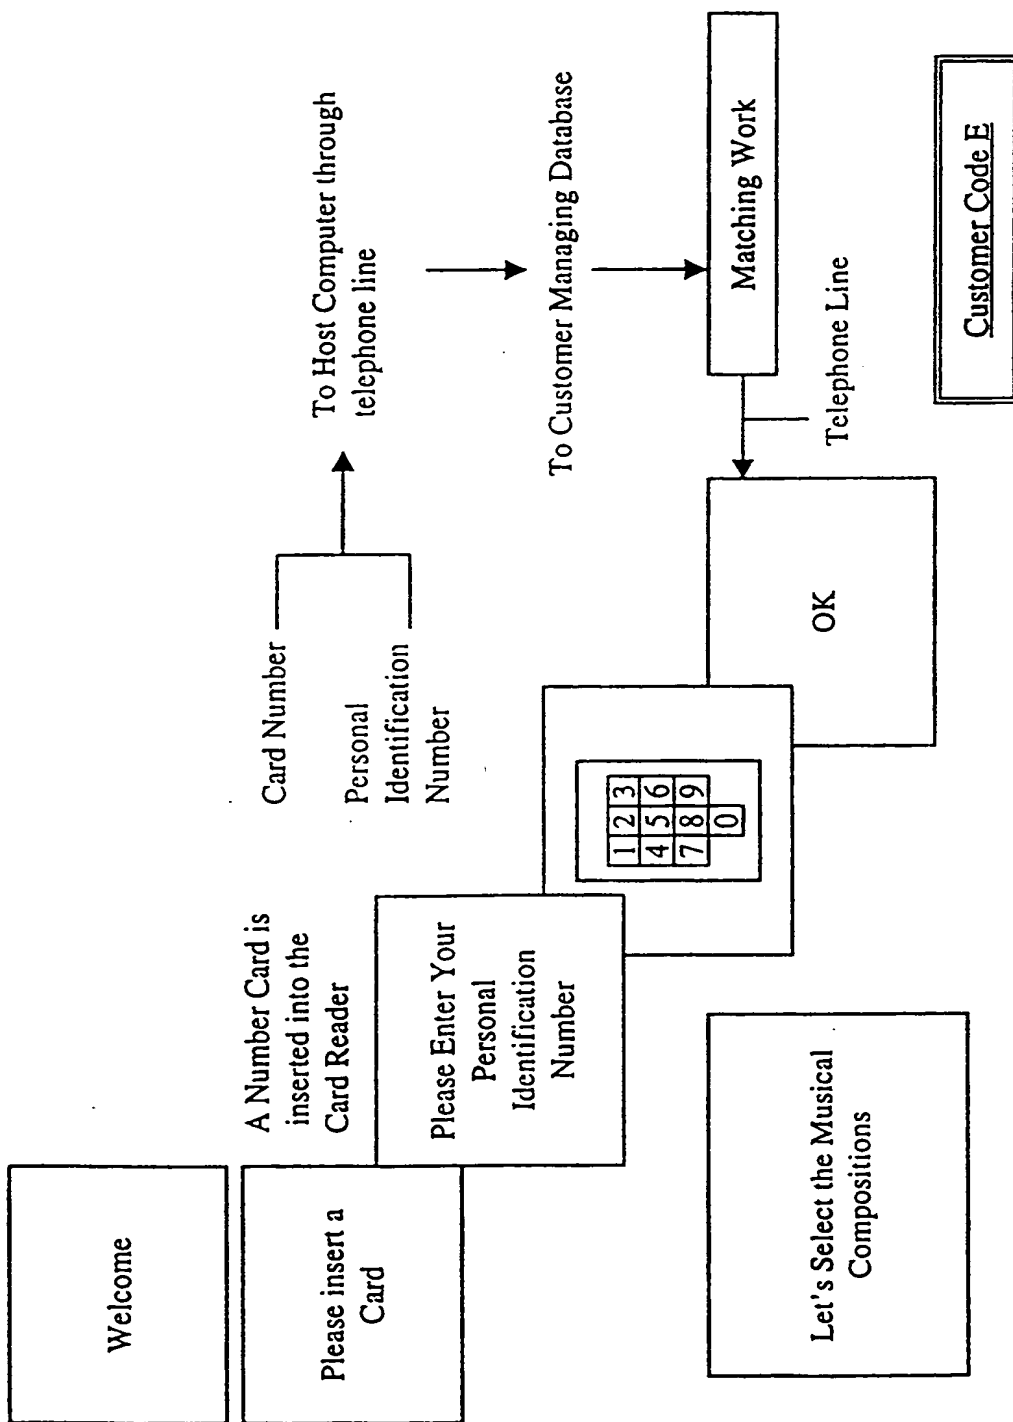 Welcome
Please insert a
Card
A Number Card is
inserted into the
Card Reader
Please Enter Your
Personal
Identification
Number
1 2 3
4 5 6
7 8 9
0
Card Number
Personal
Identification
Number
To Host Computer through
telephone line
To Customer Managing Database
Matching Work
Telephone Line
OK
Let's Select the Musical
Compositions
Customer Code E